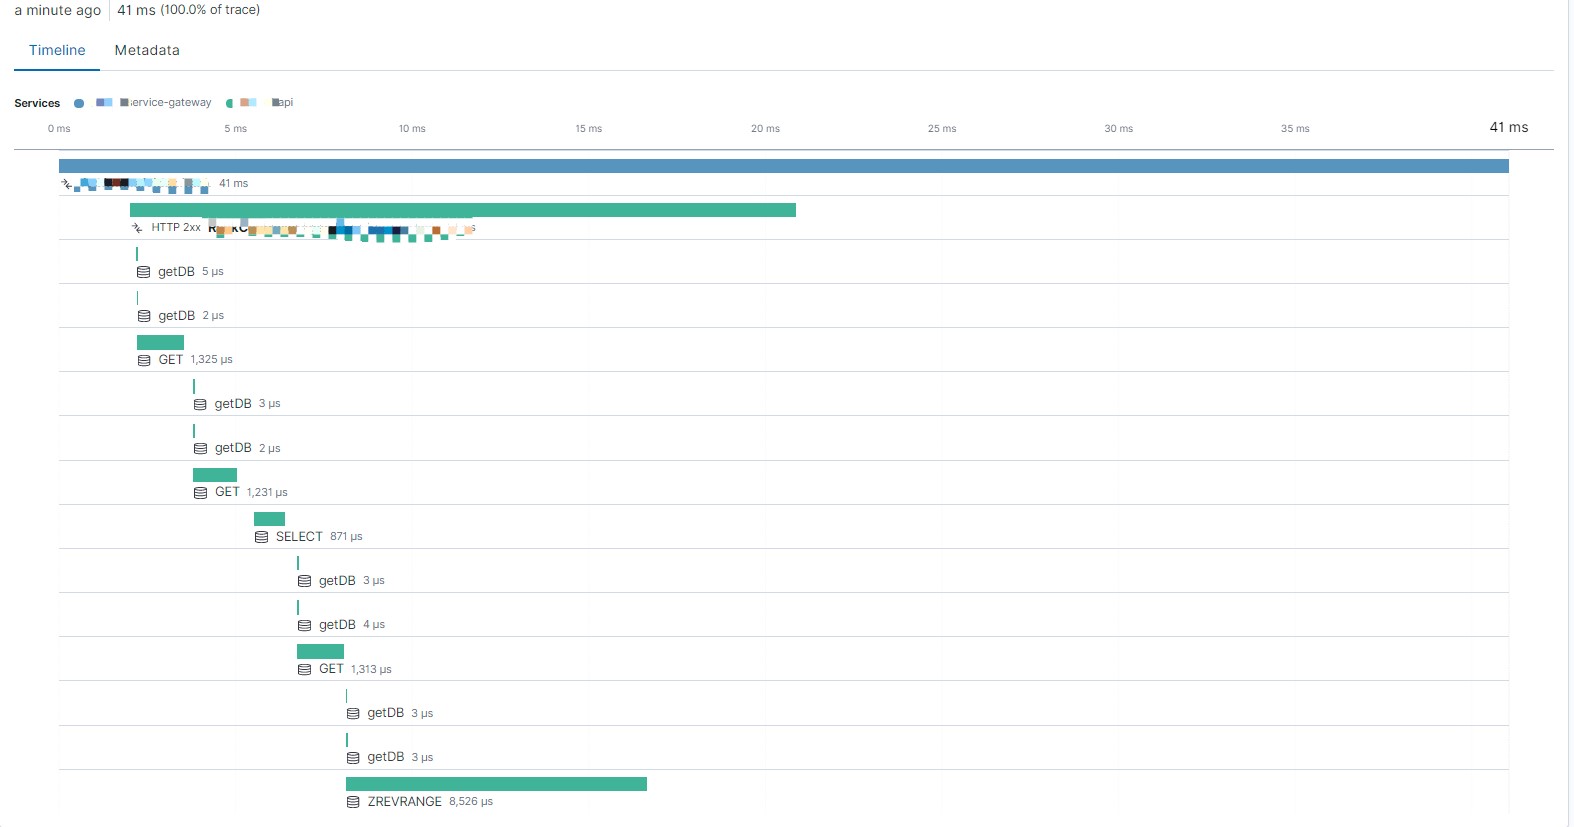 a minute ago 41 ms (100.0% of trace)
Timeline Metadata
Services ervice-gateway api
0 ms 5 ms 10 ms 15 ms 20 ms 25 ms 30 ms 35 ms 41 ms
41 ms
HTTP 2xx
getDB 5 µs
getDB 2 µs
GET 1,325 µs
getDB 3 µs
getDB 2 µs
GET 1,231 µs
SELECT 871 µs
getDB 3 µs
getDB 4 µs
GET 1,313 µs
getDB 3 µs
getDB 3 µs
ZREVRANGE 8,526 µs